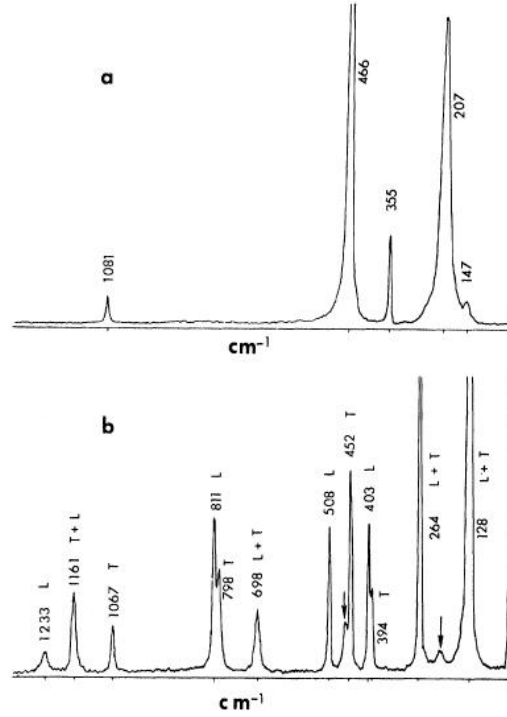 a
466
207
355
147
1081
cm⁻¹
b
1233 L
1161 T + L
1067 T
811 L
798 T
698 L + T
508 L
452 T
403 L
394 T
264 L + T
128 L + T
cm⁻¹